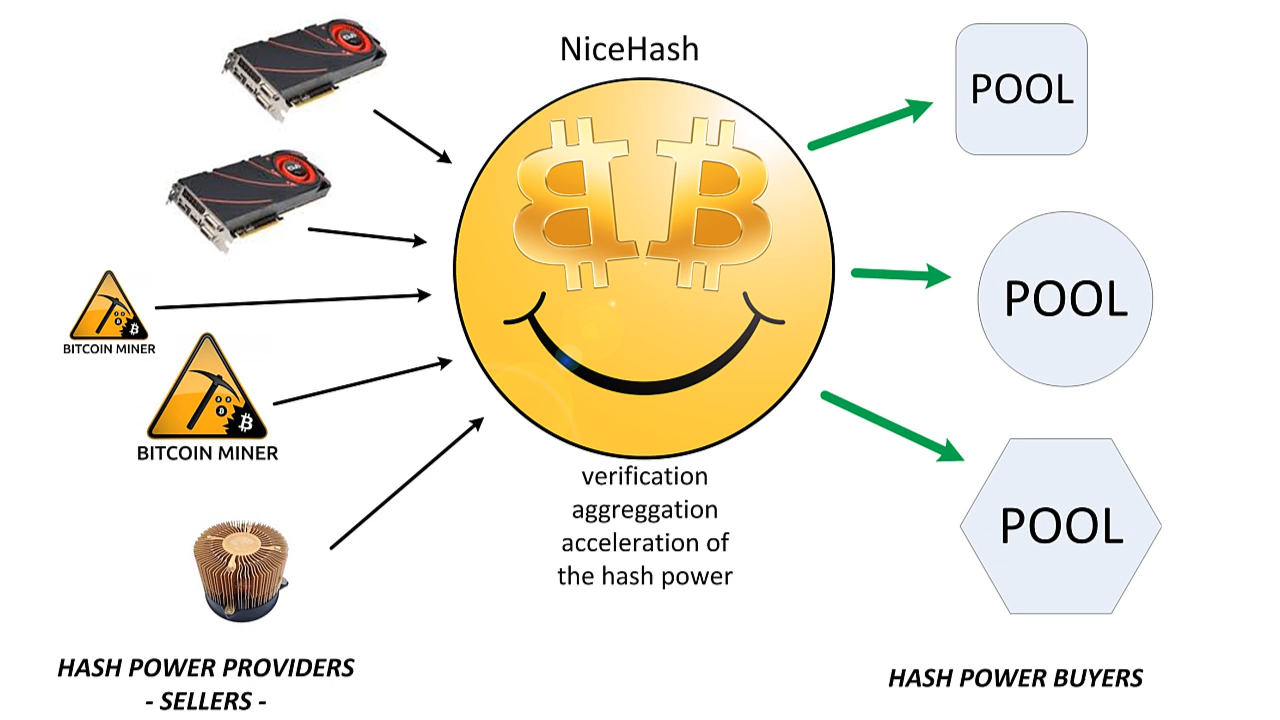 NiceHash
POOL
POOL
BITCOIN MINER
BITCOIN MINER
verification
aggreggation
acceleration of
the hash power
POOL
HASH POWER PROVIDERS
- SELLERS -
HASH POWER BUYERS